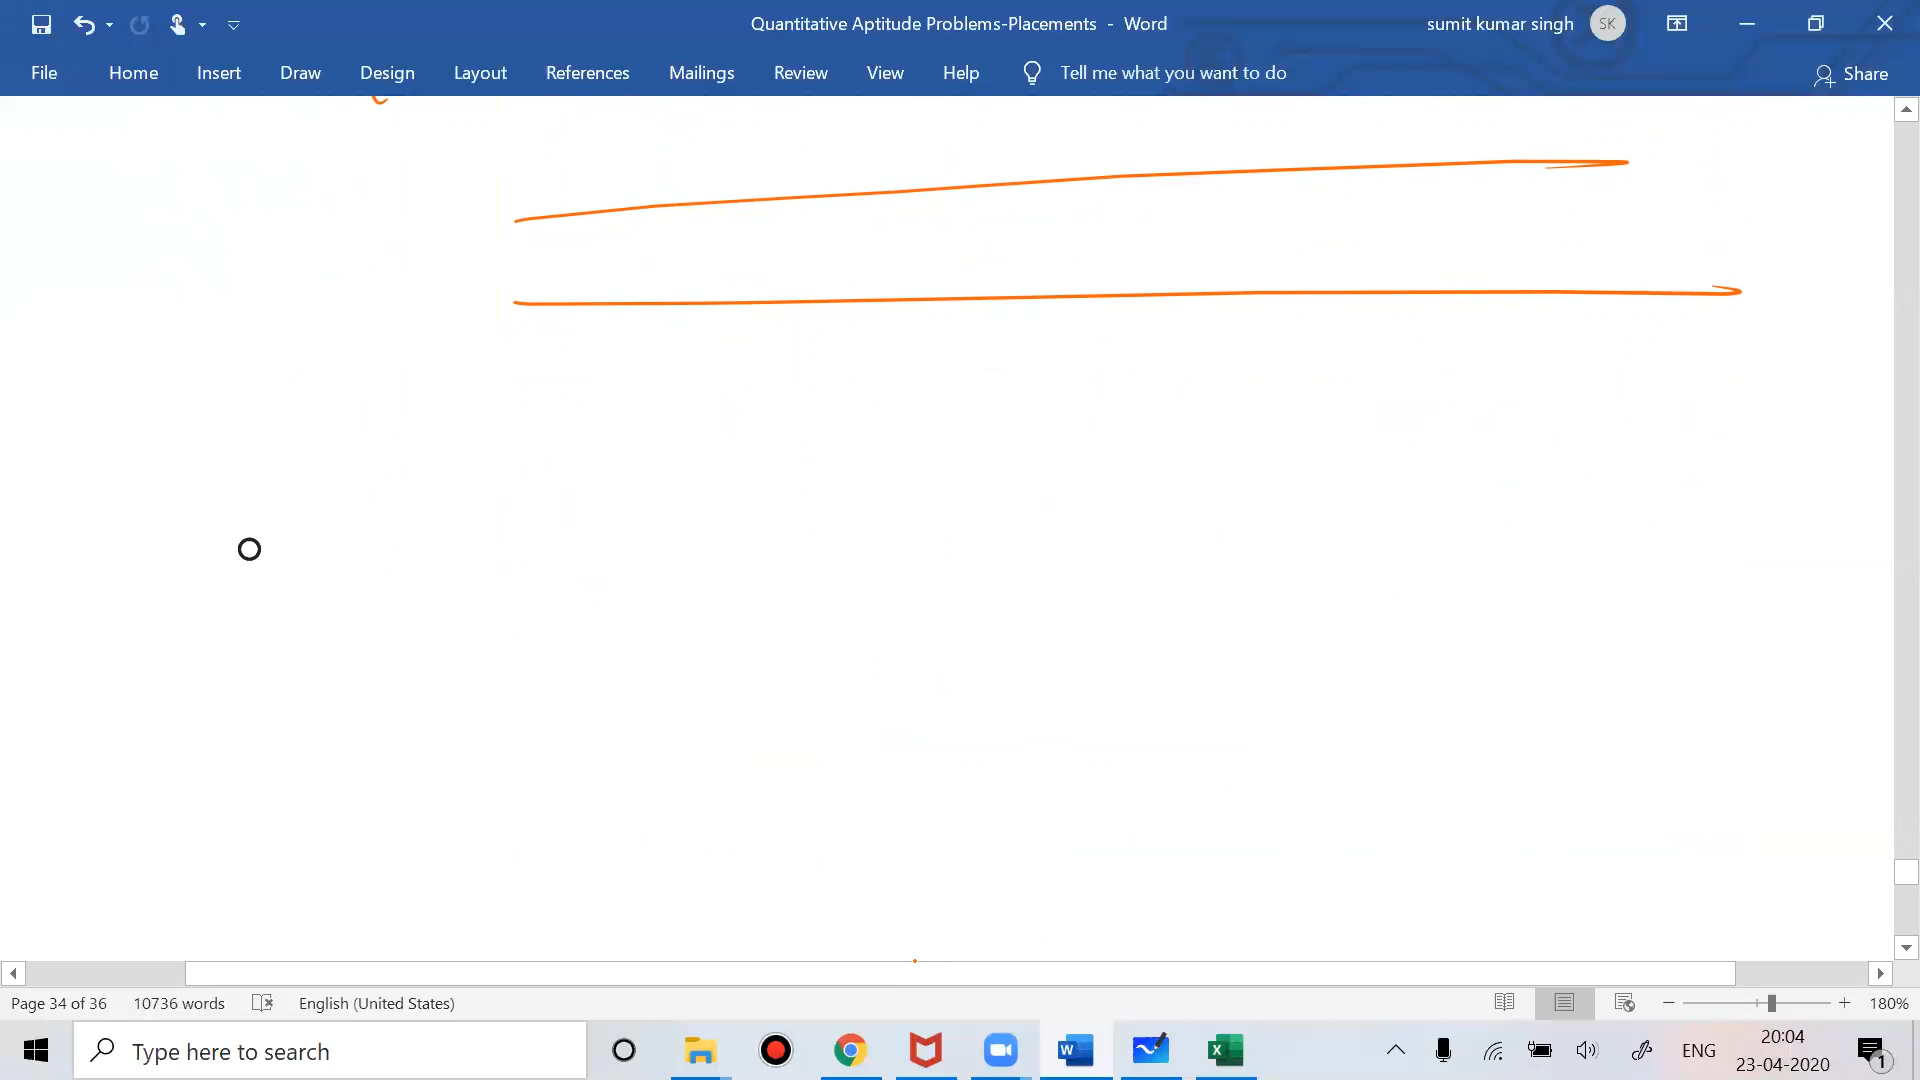 Quantitative Aptitude Problems-Placements - Word
sumit kumar singh
SK
File Home Insert Draw Design Layout References Mailings Review View Help Tell me what you want to do Share
Page 34 of 36 10736 words English (United States) 180%
Type here to search
ENG
20:04
23-04-2020
1